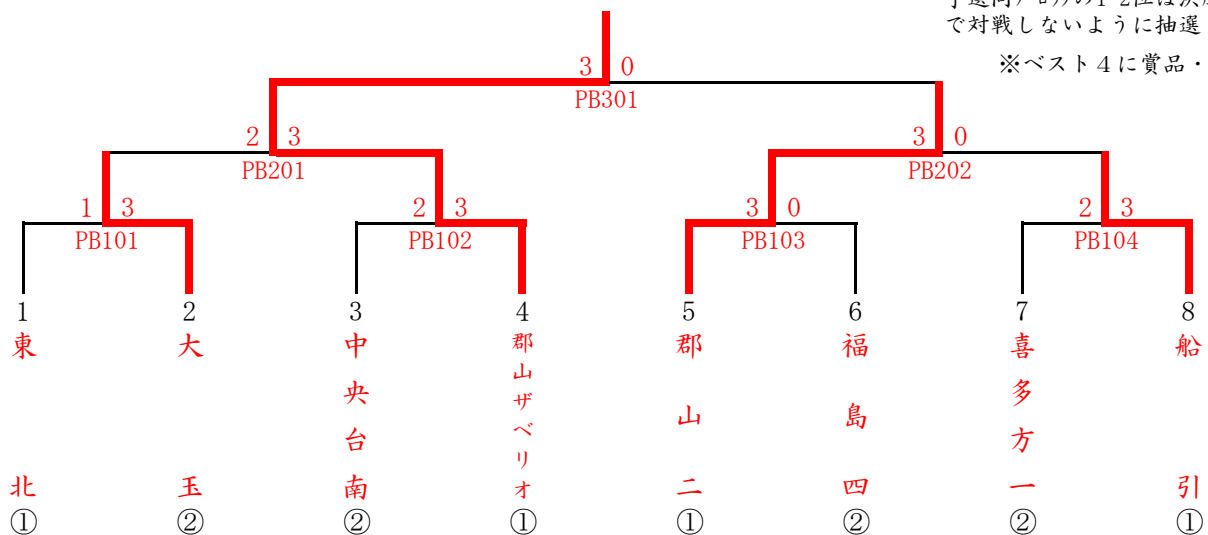 で対戦しないように抽選
※ベスト４に賞品・
3 0
PB301
2 3
PB201
3 0
PB202
1 3
PB101
2 3
PB102
3 0
PB103
2 3
PB104
1
2
3
4
5
6
7
8
東北
大玉
中央台南
郡山ザベリオ
郡山二
福島四
喜多方一
船引
①
②
②
①
①
②
②
①